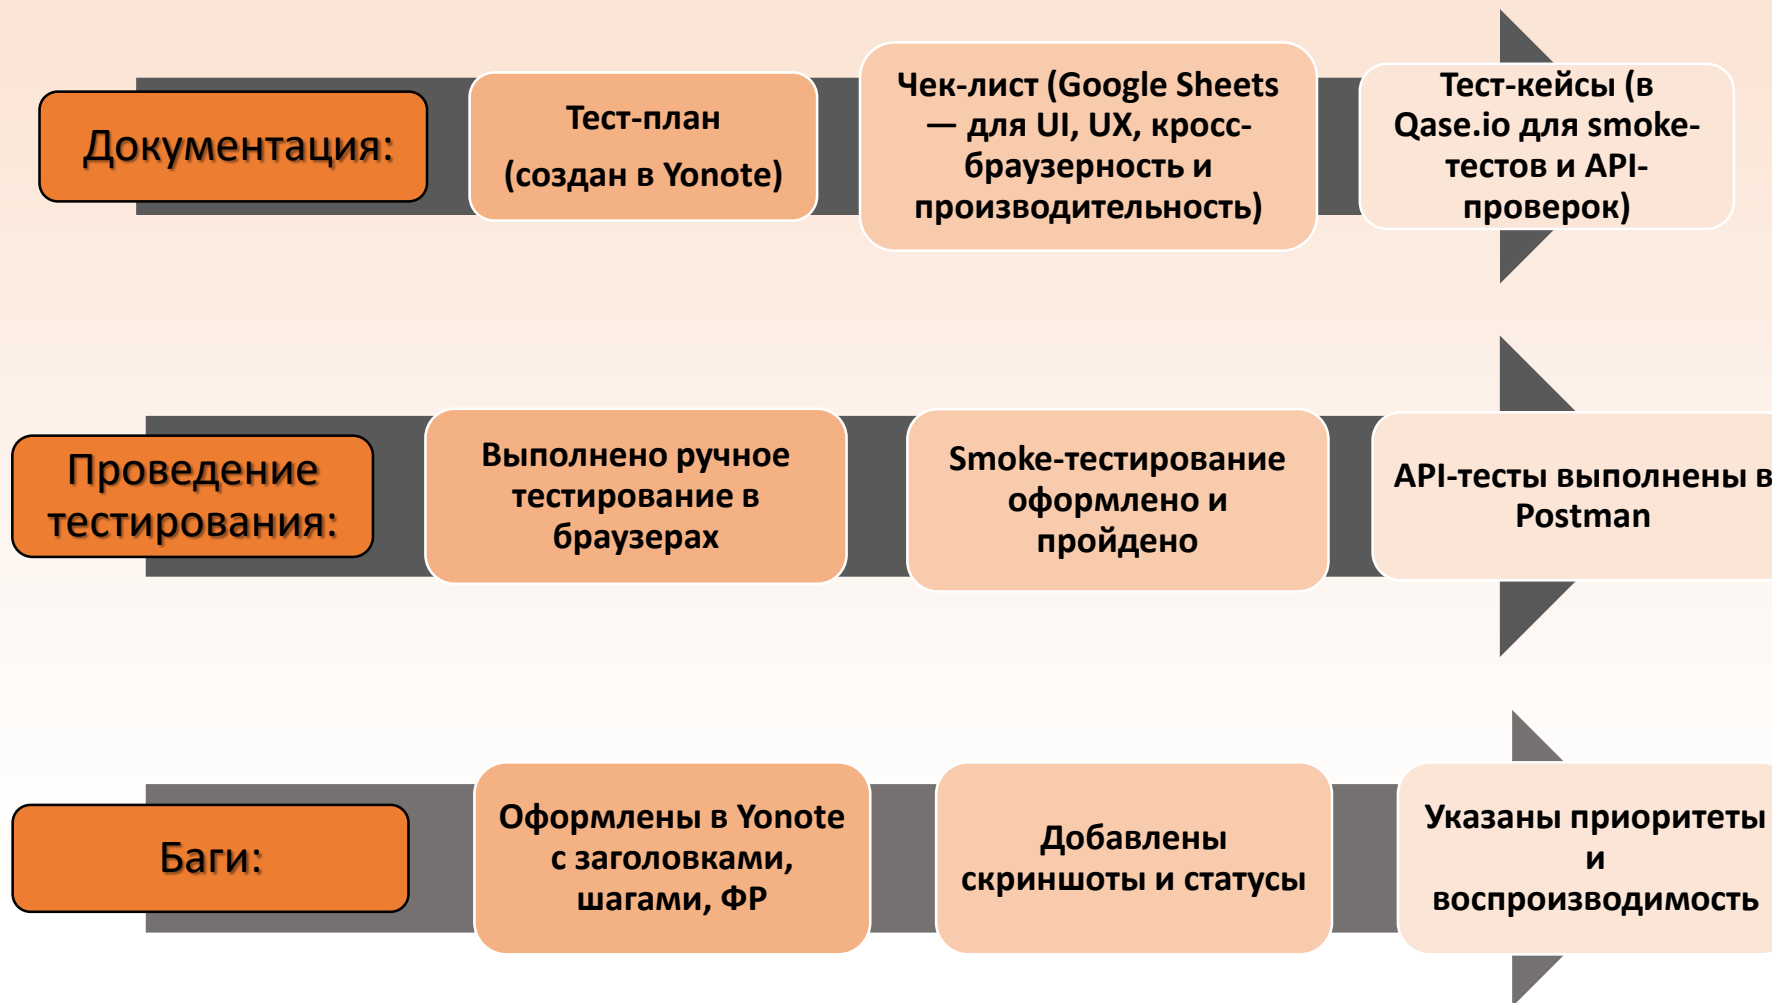 Документация:
Тест-план
(создан в Yonote)
Чек-лист (Google Sheets
— для UI, UX, кросс-
браузерность и
производительность)
Тест-кейсы (в
Qase.io для smoke-
тестов и API-
проверок)
Проведение
тестирования:
Выполнено ручное
тестирование в
браузерах
Smoke-тестирование
оформлено и
пройдено
API-тесты выполнены в
Postman
Баги:
Оформлены в Yonote
с заголовками,
шагами, ФР
Добавлены
скриншоты и статусы
Указаны приоритеты
и
воспроизводимость